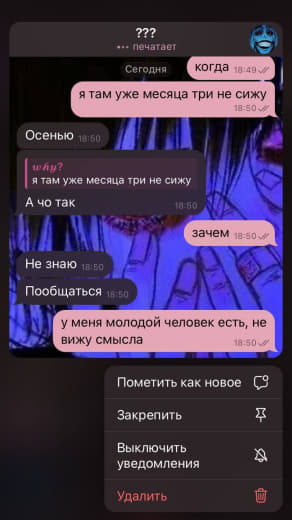 ???
печатает
Сегодня
когда 18:49
я там уже месяца три не сижу
18:50
Осенью 18:50
why?
я там уже месяца три не сижу
А чо так 18:50
зачем 18:50
Не знаю 18:50
Пообщаться 18:50
у меня молодой человек есть, не
вижу смысла 18:50
Пометить как новое
Закрепить
Выключить
уведомления
Удалить